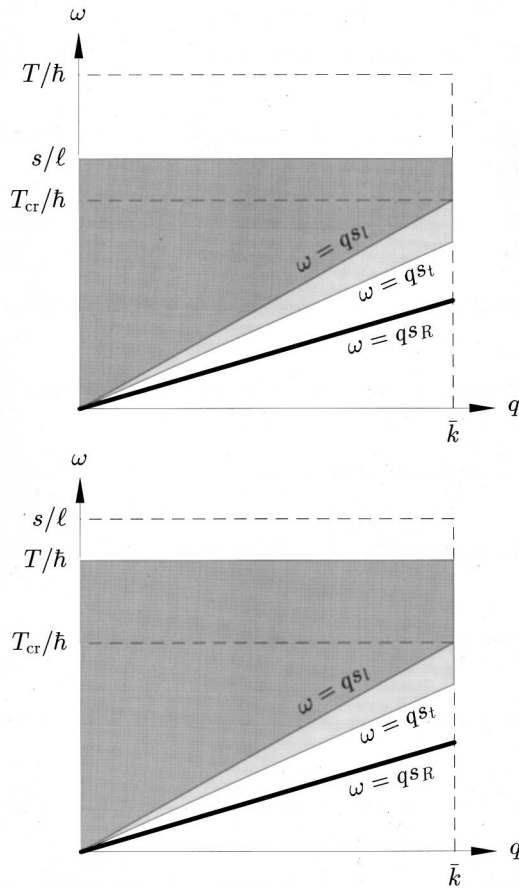 ω
T/ħ
s/ℓ
T_cr/ħ
ω = qs_l
ω = qs_t
ω = qs_R
q
k̄
ω
s/ℓ
T/ħ
T_cr/ħ
ω = qs_l
ω = qs_t
ω = qs_R
q
k̄